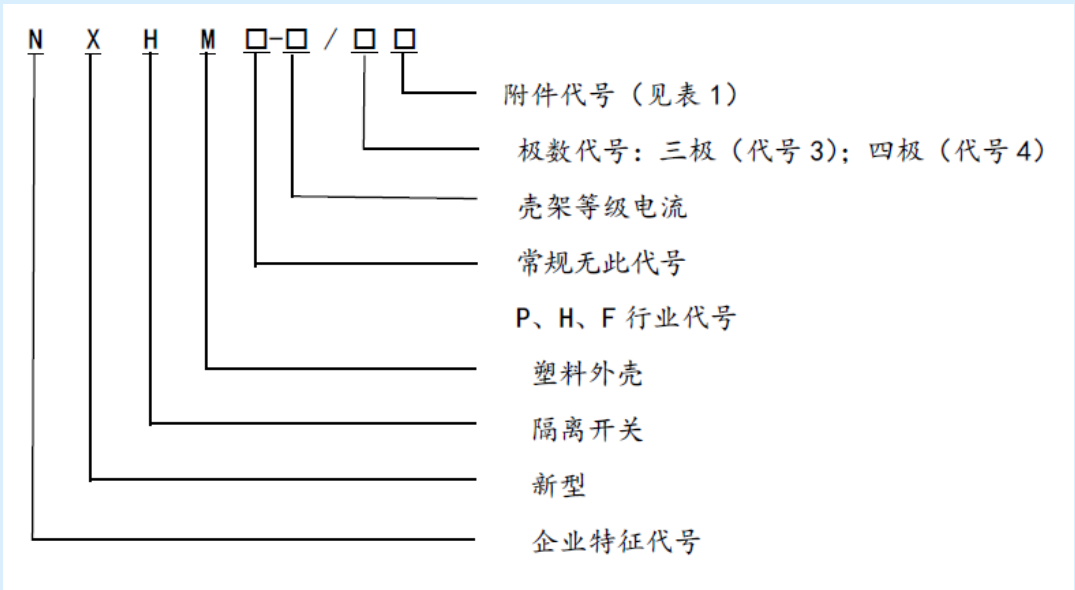 N X H M □-□ / □ □
附件代号（见表1）
极数代号：三极（代号3）；四极（代号4）
壳架等级电流
常规无此代号
P、H、F 行业代号
塑料外壳
隔离开关
新型
企业特征代号